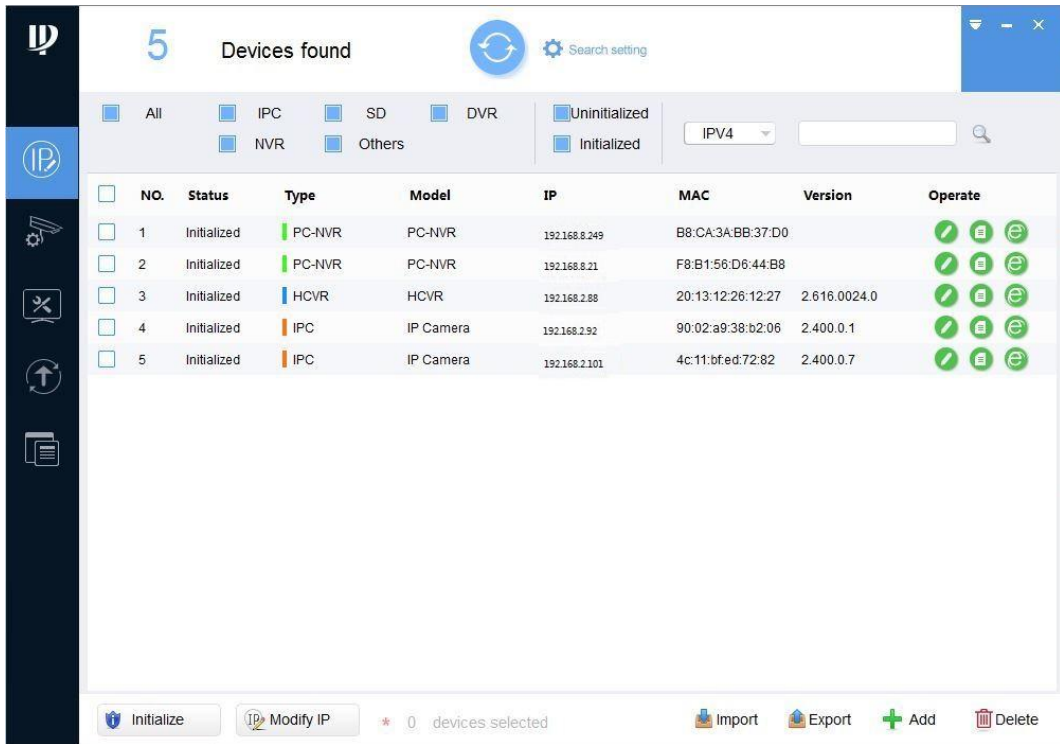 IP
5 Devices found Search setting
All IPC SD DVR Uninitialized
NVR Others Initialized IPV4
IP
NO. Status Type Model IP MAC Version Operate
1 Initialized PC-NVR PC-NVR 192.168.8.249 B8:CA:3A:BB:37:D0
2 Initialized PC-NVR PC-NVR 192.168.8.21 F8:B1:56:D6:44:B8
3 Initialized HCVR HCVR 192.168.2.88 20:13:12:26:12:27 2.616.0024.0
4 Initialized IPC IP Camera 192.168.2.92 90:02:a9:38:b2:06 2.400.0.1
5 Initialized IPC IP Camera 192.168.2.101 4c:11:bf:ed:72:82 2.400.0.7
Initialize IP Modify IP * 0 devices selected Import Export Add Delete